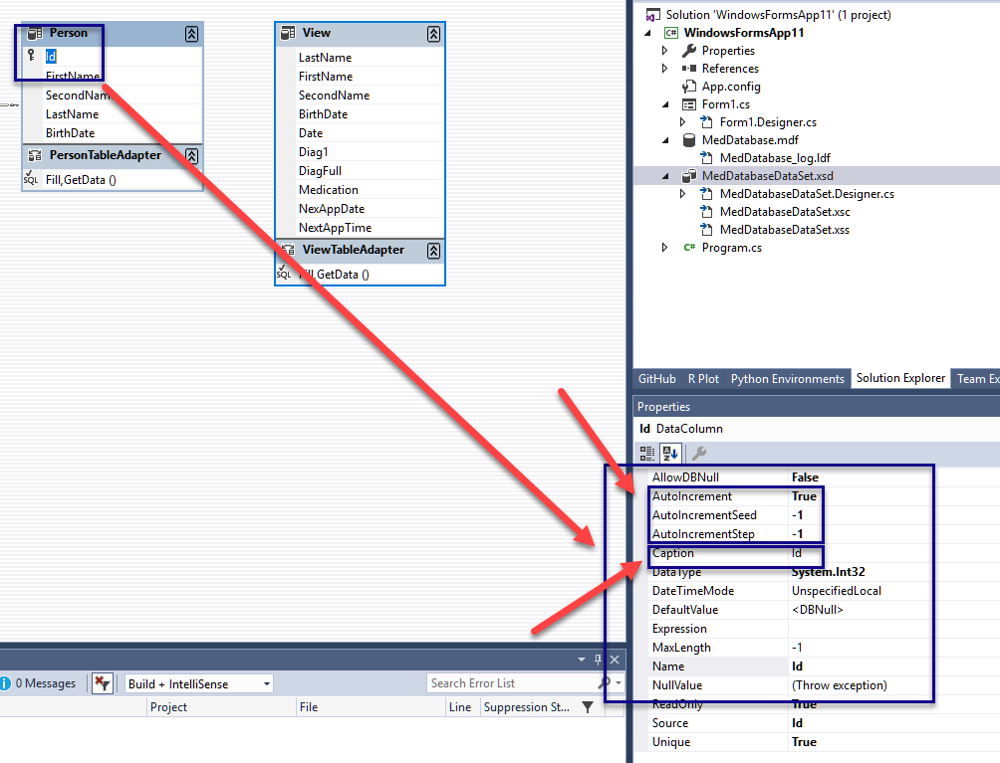 Person
Id
FirstName
SecondName
LastName
BirthDate
PersonTableAdapter
SQL Fill,GetData ()
View
LastName
FirstName
SecondName
BirthDate
Date
Diag1
DiagFull
Medication
NexAppDate
NextAppTime
ViewTableAdapter
SQL Fill,GetData ()
Solution 'WindowsFormsApp11' (1 project)
C# WindowsFormsApp11
Properties
References
App.config
Form1.cs
Form1.Designer.cs
MedDatabase.mdf
MedDatabase_log.ldf
MedDatabaseDataSet.xsd
MedDatabaseDataSet.Designer.cs
MedDatabaseDataSet.xsc
MedDatabaseDataSet.xss
C# Program.cs
GitHub R Plot Python Environments Solution Explorer Team Ex
Properties
Id DataColumn
AllowDBNull False
AutoIncrement True
AutoIncrementSeed -1
AutoIncrementStep -1
Caption Id
DataType System.Int32
DateTimeMode UnspecifiedLocal
DefaultValue <DBNull>
Expression
MaxLength -1
Name Id
NullValue (Throw exception)
ReadOnly True
Source Id
Unique True
0 Messages Build + IntelliSense Search Error List
Project File Line Suppression St...